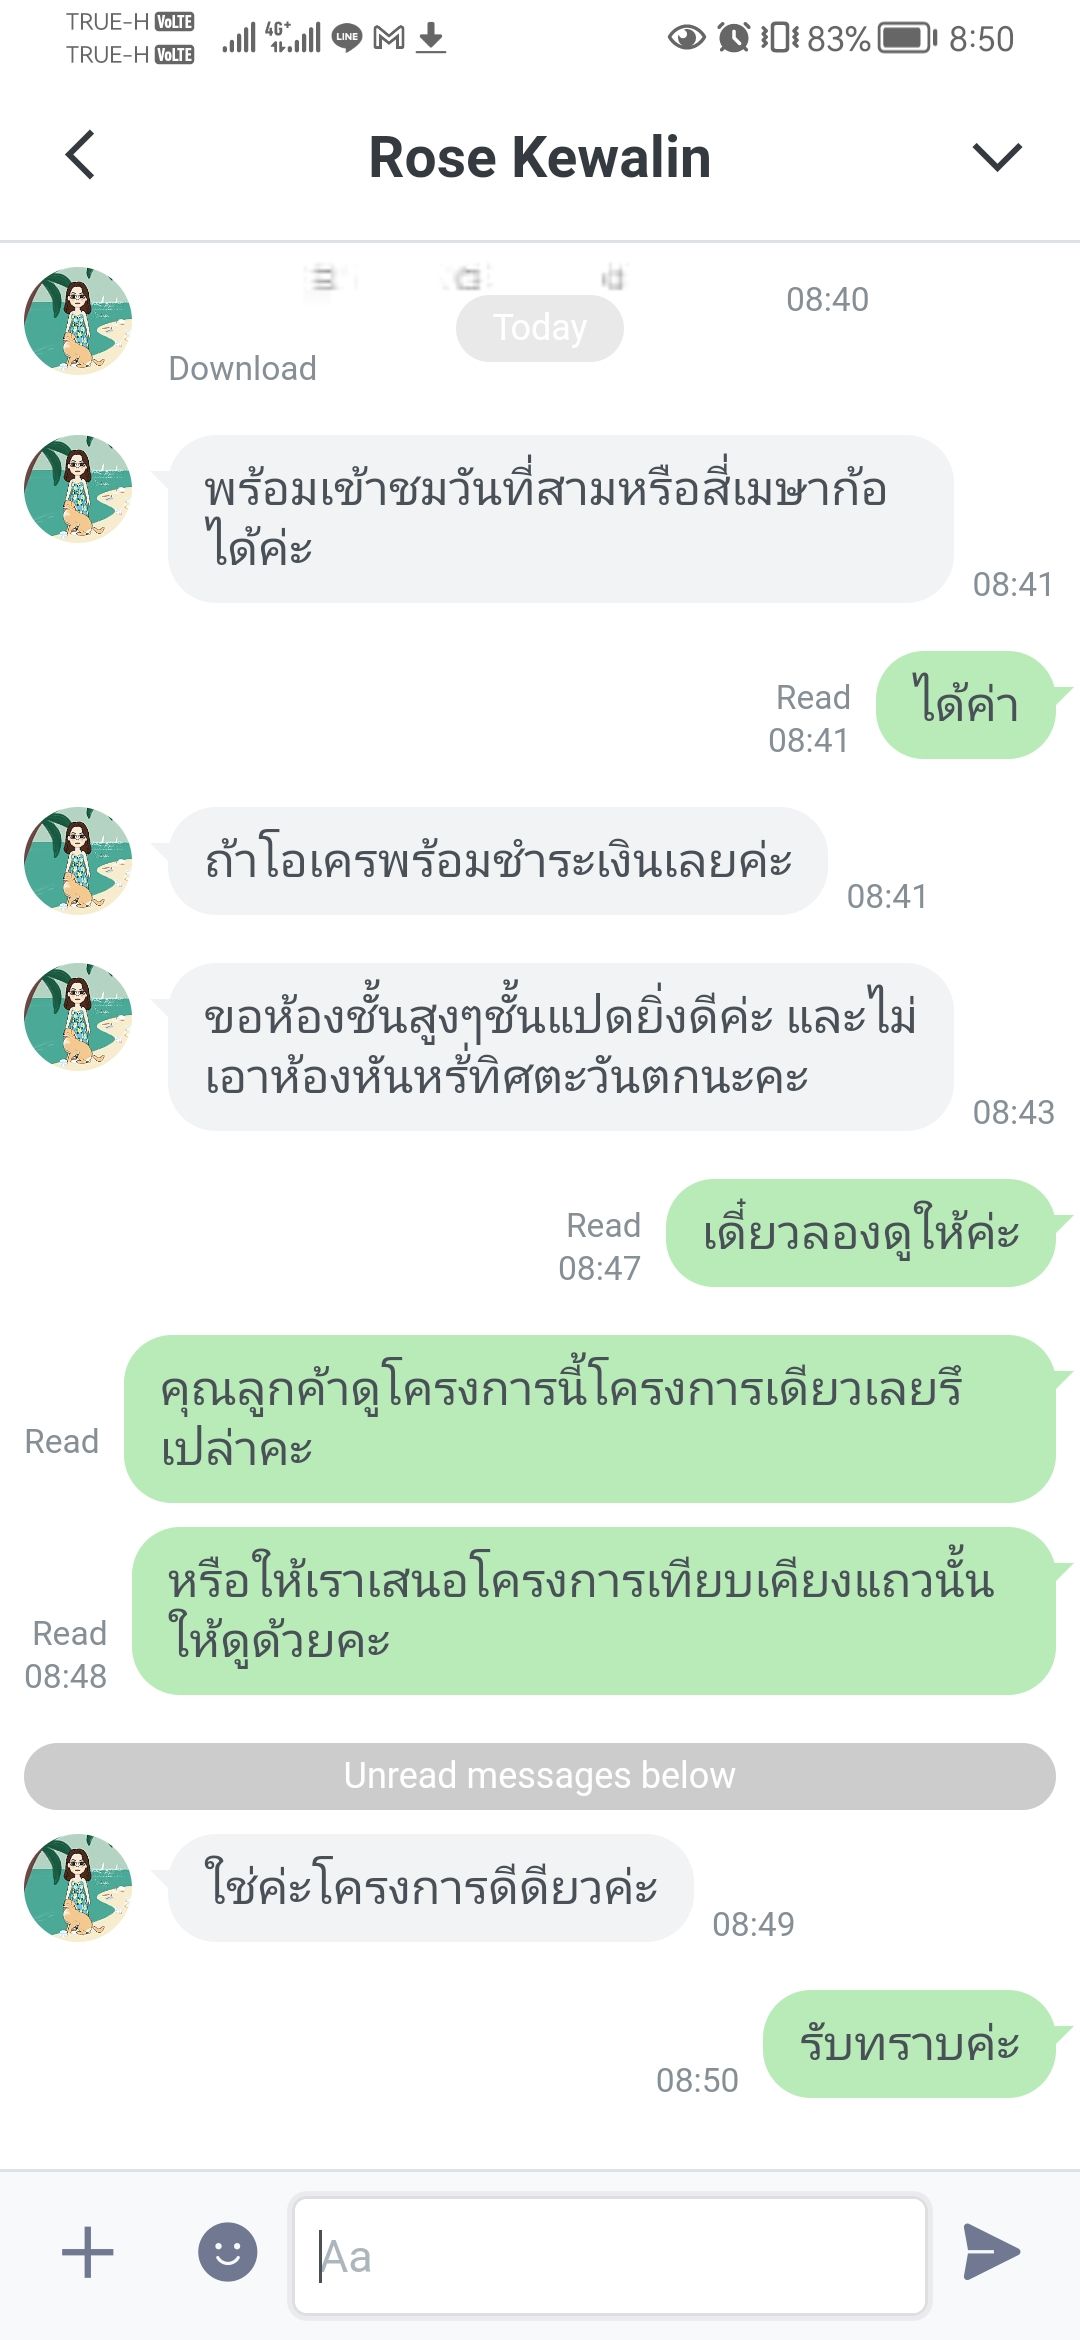 TRUE-H VoLTE
TRUE-H VoLTE
4G+
LINE
83%
8:50
Rose Kewalin
08:40
Today
Download
พร้อมเข้าชมวันที่สามหรือสี่เมษาก้อ
ได้ค่ะ
08:41
Read
08:41
ได้ค่า
ถ้าโอเครพร้อมชำระเงินเลยค่ะ
08:41
ขอห้องชั้นสูงๆชั้นแปดยิ่งดีค่ะ และไม่
เอาห้องหันหร้่ทิศตะวันตกนะคะ
08:43
Read
08:47
เดี๋ยวลองดูให้ค่ะ
คุณลูกค้าดูโครงการนี้โครงการเดียวเลยรึ
เปล่าคะ
Read
หรือให้เราเสนอโครงการเทียบเคียงแถวนั้น
ให้ดูด้วยคะ
Read
08:48
Unread messages below
ใช่ค่ะโครงการดีดียวค่ะ
08:49
รับทราบค่ะ
08:50
Aa